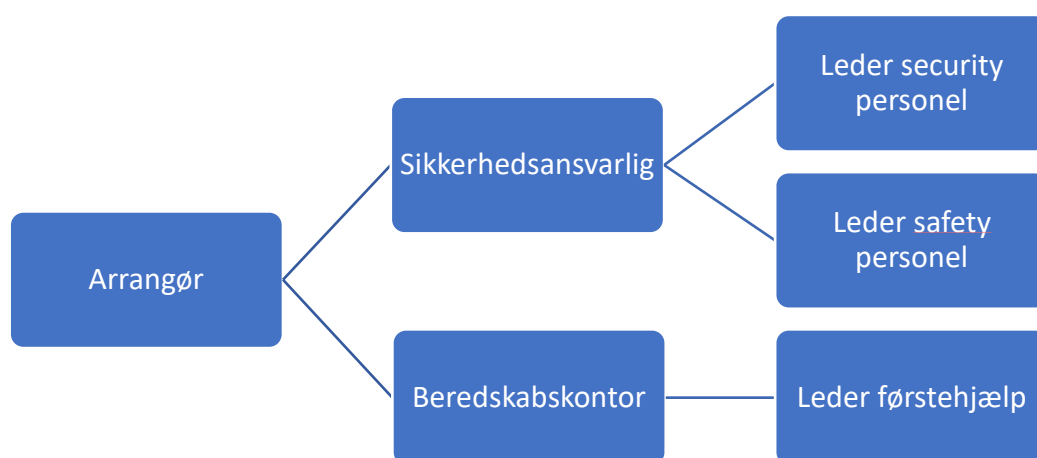 Leder security
personel
Sikkerhedsansvarlig
Leder safety
personel
Arrangør
Beredskabskontor
Leder førstehjælp